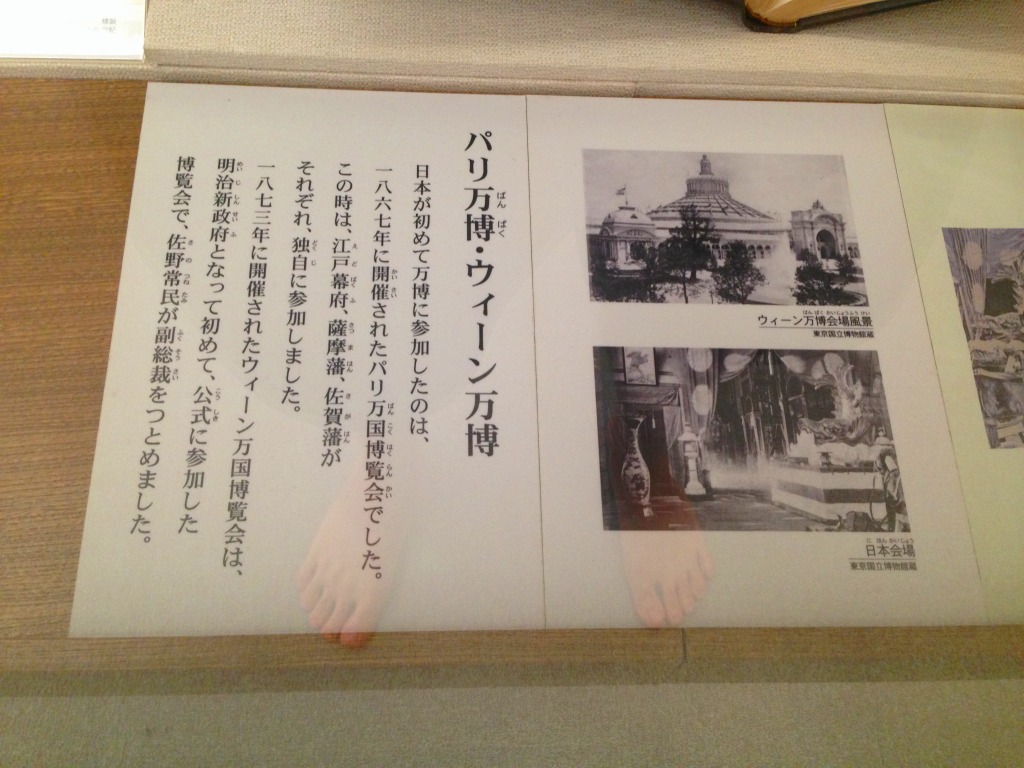 パリ万博・ウィーン万博
日本が初めて万博に参加したのは、
一八六七年に開催されたパリ万国博覧会でした。
この時は、江戸幕府、薩摩藩、佐賀藩が
それぞれ、独自に参加しました。
一八七三年に開催されたウィーン万国博覧会は、
明治新政府となって初めて、公式に参加した
博覧会で、佐野常民が副総裁をつとめました。
ウィーン万博会場風景
東京国立博物館蔵
日本会場
東京国立博物館蔵